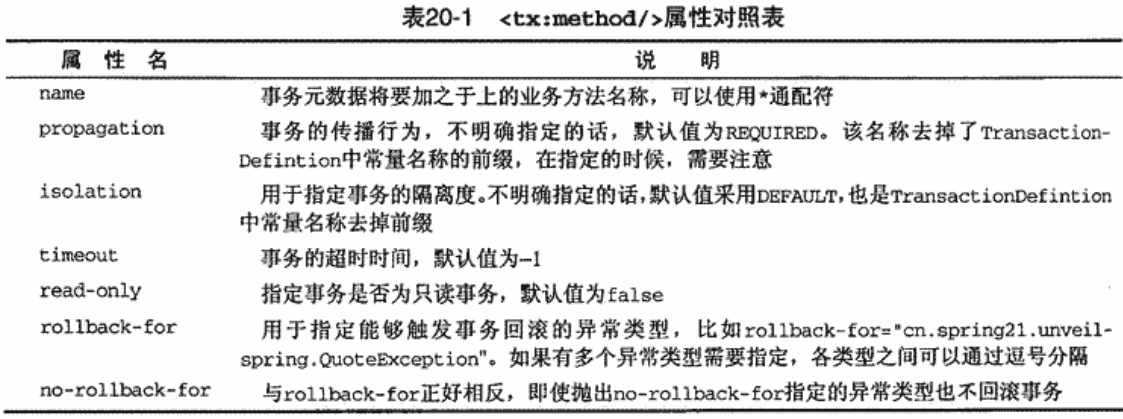 表20-1 <tx:method/>属性对照表
属 性 名 说 明
name 事务元数据将要加之于上的业务方法名称，可以使用*通配符
propagation 事务的传播行为，不明确指定的话，默认值为REQUIRED。该名称去掉了Transaction-
Defintion中常量名称的前缀，在指定的时候，需要注意
isolation 用于指定事务的隔离度。不明确指定的话，默认值采用DEFAULT，也是TransactionDefintion
中常量名称去掉前缀
timeout 事务的超时时间，默认值为–1
read-only 指定事务是否为只读事务，默认值为false
rollback-for 用于指定能够触发事务回滚的异常类型，比如rollback-for="cn.spring21.unveil-
spring.QuoteException"。如果有多个异常类型需要指定，各类型之间可以通过逗号分隔
no-rollback-for 与rollback-for正好相反，即使抛出no-rollback-for指定的异常类型也不回滚事务